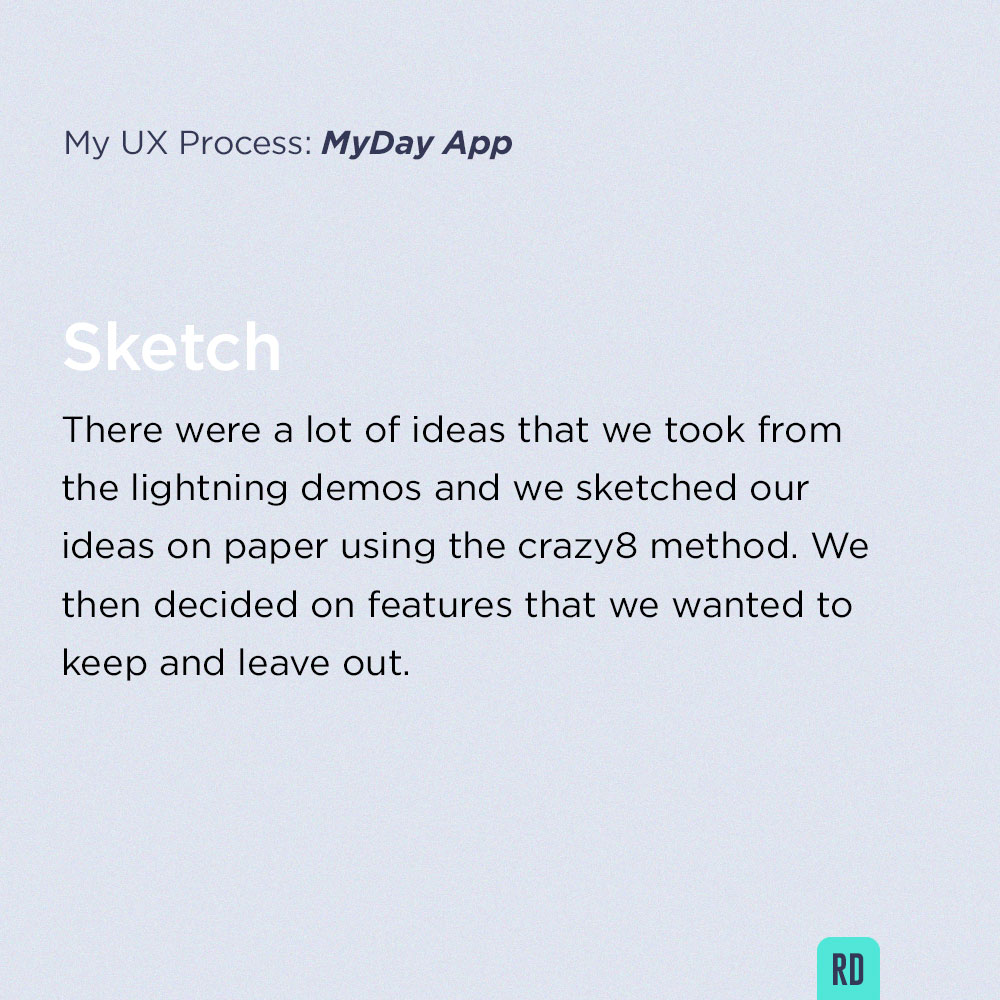 My UX Process: MyDay App
Sketch
There were a lot of ideas that we took from
the lightning demos and we sketched our
ideas on paper using the crazy8 method. We
then decided on features that we wanted to
keep and leave out.
RD